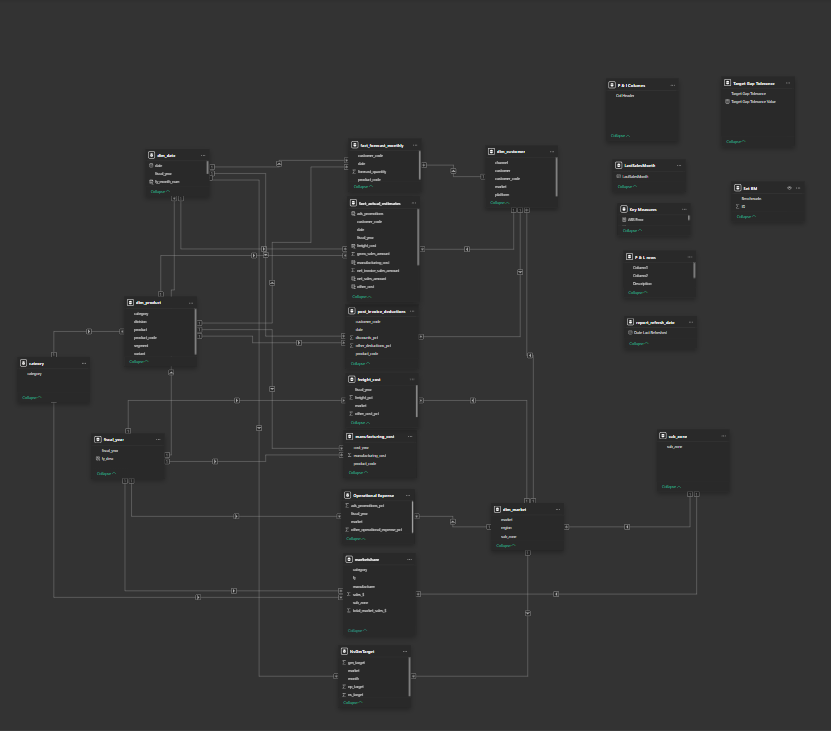 dim_date
date
fiscal_year
fy_month_num
Collapse
dim_product
category
division
product
product_code
segment
variant
Collapse
category
category
Collapse
fiscal_year
fiscal_year
fy_desc
Collapse
fact_forecast_monthly
customer_code
date
forecast_quantity
product_code
Collapse
fact_actual_estimates
customer_code
date
fiscal_year
freight_cost
gross_sales_amount
manufacturing_cost
net_invoice_sales_amount
net_sales_amount
other_cost
Collapse
post_invoice_deductions
customer_code
date
discounts_pct
other_deductions_pct
product_code
Collapse
freight_cost
fiscal_year
freight_pct
market
other_cost_pct
Collapse
manufacturing_cost
cost_year
manufacturing_cost
product_code
Collapse
Operational Expense
ads_promotions_pct
fiscal_year
market
other_operational_expense_pct
Collapse
marketshare
category
fy
manufacturer
sales_$
sub_zone
total_market_sales_$
Collapse
NsGmTarget
gm_target
market
month
np_target
ns_target
Collapse
dim_customer
channel
customer
customer_code
market
platform
Collapse
dim_market
market
region
sub_zone
Collapse
sub_zone
sub_zone
Collapse
P & L Columns
Collapse
Target Gap Tolerance
Target Gap Tolerance
Target Gap Tolerance Value
Collapse
LastSalesMonth
LastSalesMonth
Collapse
Key Measures
Collapse
Set BM
Benchmarks
ID
Collapse
P & L rows
Column1
Column2
Description
Collapse
report_refresh_date
Date Last Refreshed
Collapse